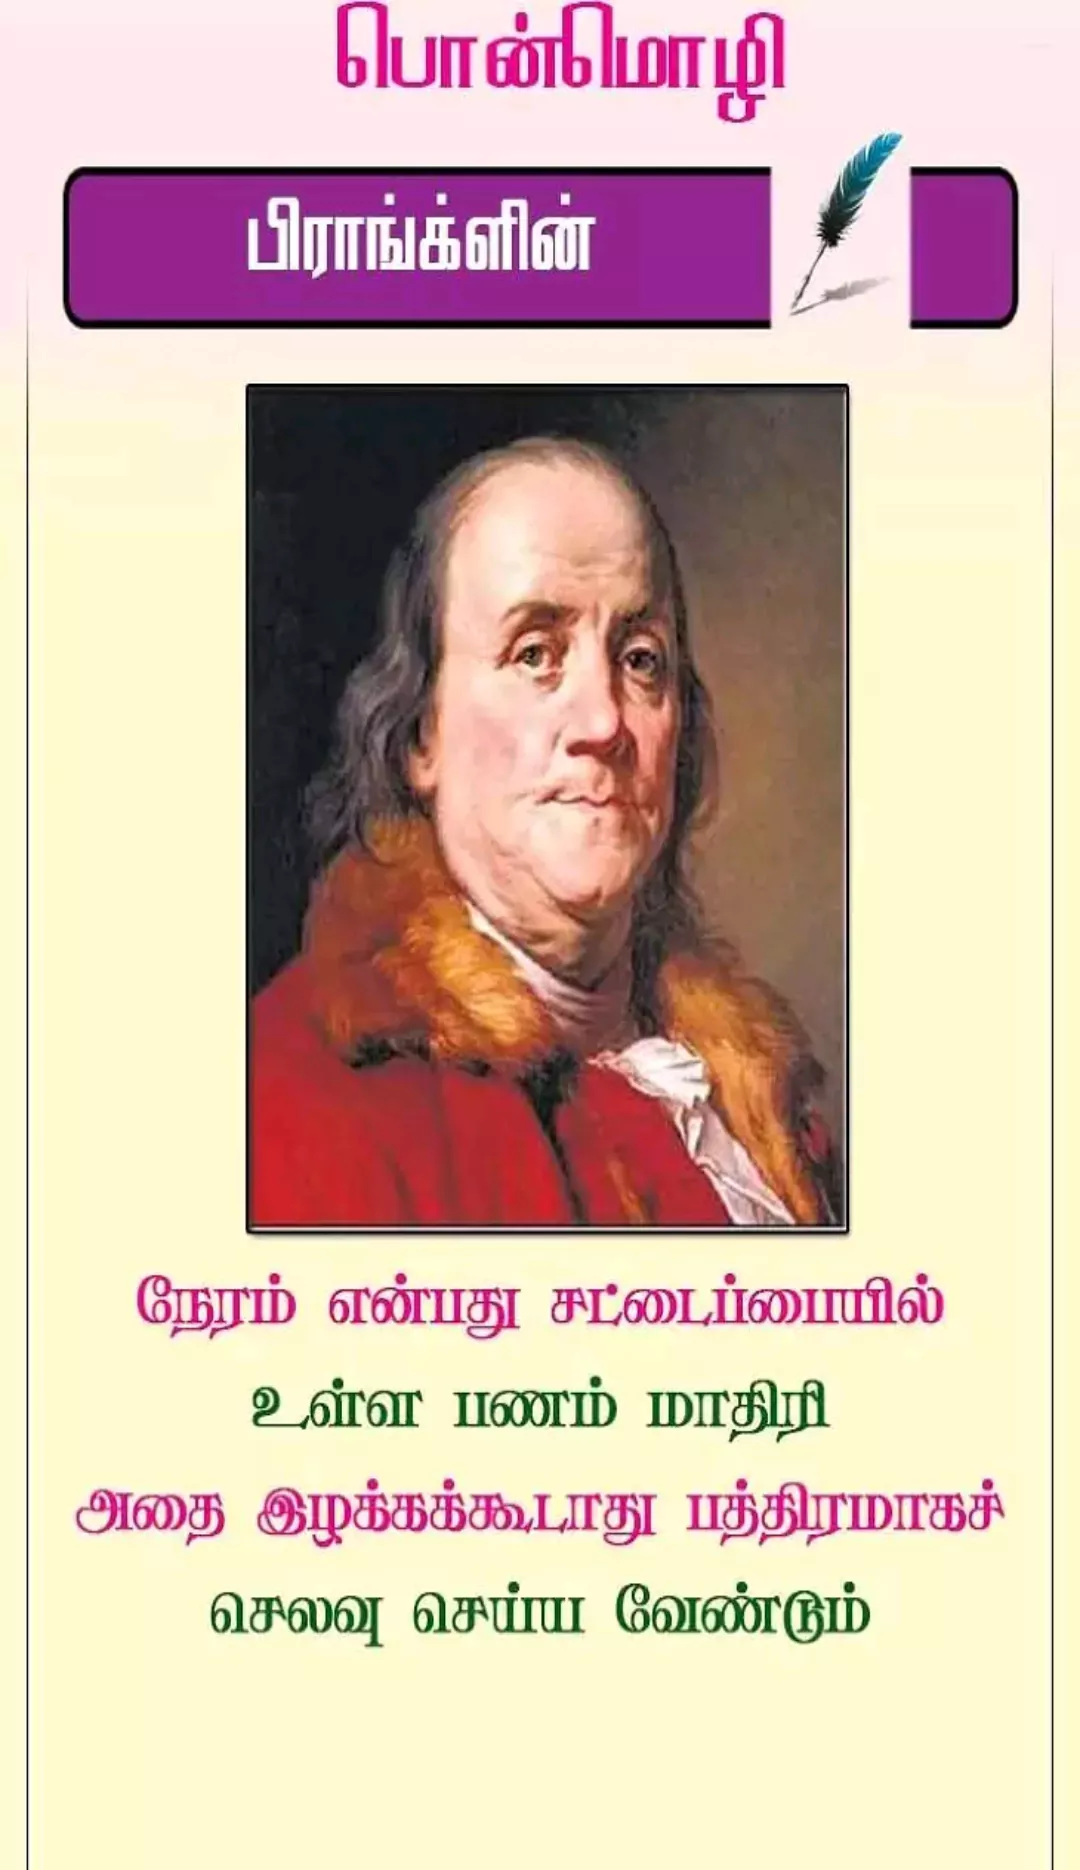 பொன்மொழி
பிராங்க்ளின்
நேரம் என்பது சட்டைப்பையில்
உள்ள பணம் மாதிரி
அதை இழக்கக்கூடாது பத்திரமாகச்
செலவு செய்ய வேண்டும்